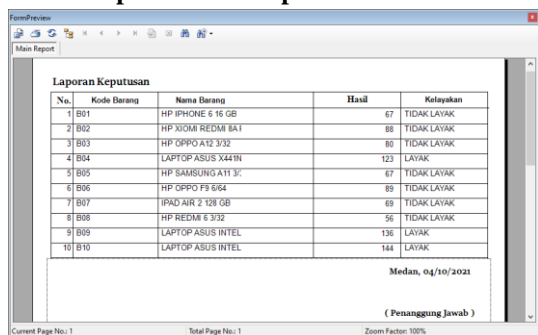 FormPreview
Main Report
Laporan Keputusan
No. Kode Barang Nama Barang Hasil Kelayakan
1 B01 HP IPHONE 6 16 GB 67 TIDAK LAYAK
2 B02 HP XIOMI REDMI 8A F 88 TIDAK LAYAK
3 B03 HP OPPO A12 3/32 80 TIDAK LAYAK
4 B04 LAPTOP ASUS X441N 123 LAYAK
5 B05 HP SAMSUNG A11 3/ 67 TIDAK LAYAK
6 B06 HP OPPO F9 6/64 89 TIDAK LAYAK
7 B07 IPAD AIR 2 128 GB 69 TIDAK LAYAK
8 B08 HP REDMI 6 3/32 56 TIDAK LAYAK
9 B09 LAPTOP ASUS INTEL 136 LAYAK
10 B10 LAPTOP ASUS INTEL 144 LAYAK
Medan, 04/10/2021
( Penanggung Jawab )
Current Page No.: 1 Total Page No.: 1 Zoom Factor: 100%